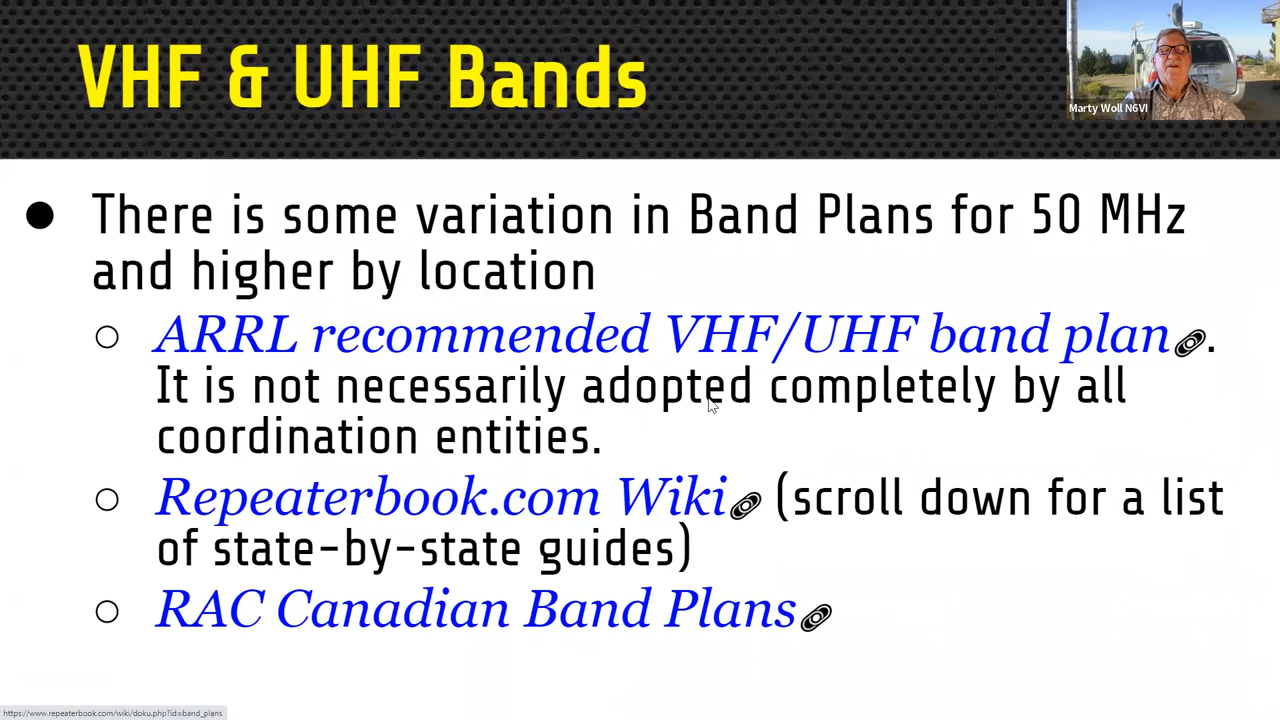 VHF & UHF Bands
Marty Woll N6VI
● There is some variation in Band Plans for 50 MHz
and higher by location
○ ARRL recommended VHF/UHF band plan.
It is not necessarily adopted completely by all
coordination entities.
○ Repeaterbook.com Wiki (scroll down for a list
of state-by-state guides)
○ RAC Canadian Band Plans
https://www.repeaterbook.com/wiki/doku.php?id=band_plans